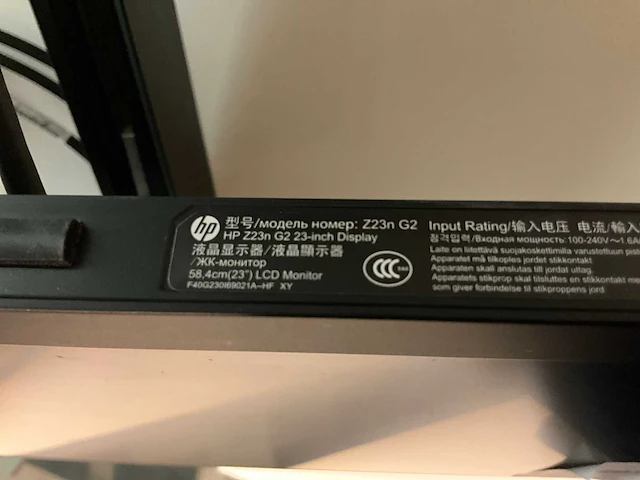 hp
型号/модель номер: Z23n G2
HP Z23n G2 23-inch Display
液晶显示器/液晶顯示器
/ЖК-монитор
58,4cm(23") LCD Monitor
F40G230I69021A--HF XY
CCC
Input Rating/输入电压 电流/輸入
정격입력/Входная мощность: 100-240V~1.6A
Laite on liitettävä suojakoskettimilla varustettuun pist
Apparatet må tilkoples jordet stikkontakt
Apparaten skall anslutas till jordat uttag.
Apparatets stikprop skal tilsluttes en stikkontakt med
som giver forbindelse til stikproppens jord